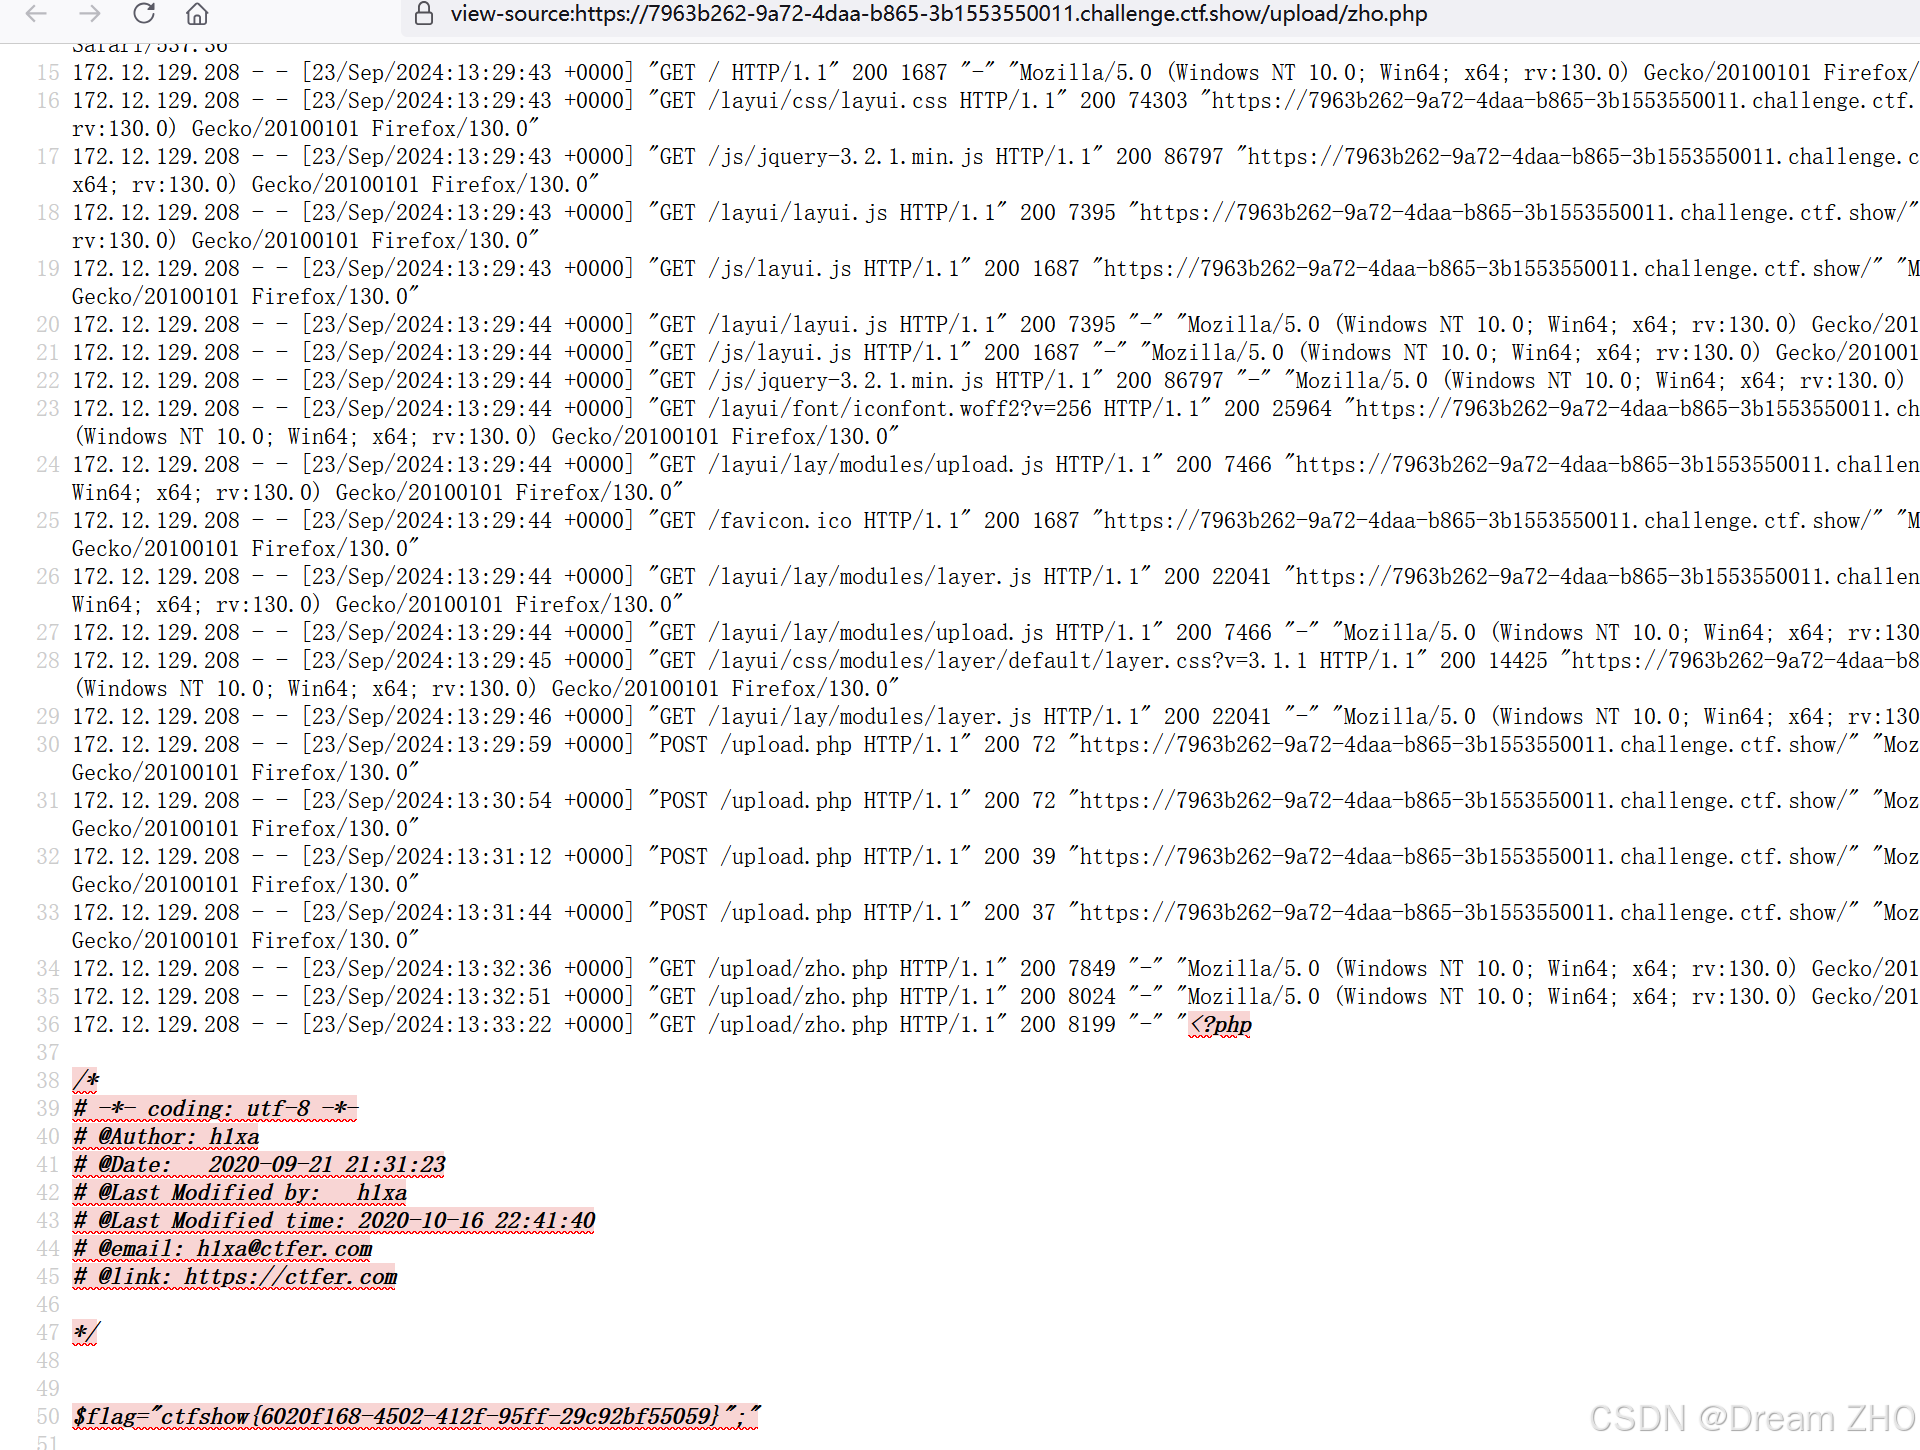 view-source:https://7963b262-9a72-4daa-b865-3b1553550011.challenge.ctf.show/upload/zho.php
Safari/537.36
15 172.12.129.208 - - [23/Sep/2024:13:29:43 +0000] "GET / HTTP/1.1" 200 1687 "-" "Mozilla/5.0 (Windows NT 10.0; Win64; x64; rv:130.0) Gecko/20100101 Firefox/
16 172.12.129.208 - - [23/Sep/2024:13:29:43 +0000] "GET /layui/css/layui.css HTTP/1.1" 200 74303 "https://7963b262-9a72-4daa-b865-3b1553550011.challenge.ctf.
rv:130.0) Gecko/20100101 Firefox/130.0"
17 172.12.129.208 - - [23/Sep/2024:13:29:43 +0000] "GET /js/jquery-3.2.1.min.js HTTP/1.1" 200 86797 "https://7963b262-9a72-4daa-b865-3b1553550011.challenge.c
x64; rv:130.0) Gecko/20100101 Firefox/130.0"
18 172.12.129.208 - - [23/Sep/2024:13:29:43 +0000] "GET /layui/layui.js HTTP/1.1" 200 7395 "https://7963b262-9a72-4daa-b865-3b1553550011.challenge.ctf.show/"
rv:130.0) Gecko/20100101 Firefox/130.0"
19 172.12.129.208 - - [23/Sep/2024:13:29:43 +0000] "GET /js/layui.js HTTP/1.1" 200 1687 "https://7963b262-9a72-4daa-b865-3b1553550011.challenge.ctf.show/" "M
Gecko/20100101 Firefox/130.0"
20 172.12.129.208 - - [23/Sep/2024:13:29:44 +0000] "GET /layui/layui.js HTTP/1.1" 200 7395 "-" "Mozilla/5.0 (Windows NT 10.0; Win64; x64; rv:130.0) Gecko/201
21 172.12.129.208 - - [23/Sep/2024:13:29:44 +0000] "GET /js/layui.js HTTP/1.1" 200 1687 "-" "Mozilla/5.0 (Windows NT 10.0; Win64; x64; rv:130.0) Gecko/201001
22 172.12.129.208 - - [23/Sep/2024:13:29:44 +0000] "GET /js/jquery-3.2.1.min.js HTTP/1.1" 200 86797 "-" "Mozilla/5.0 (Windows NT 10.0; Win64; x64; rv:130.0)
23 172.12.129.208 - - [23/Sep/2024:13:29:44 +0000] "GET /layui/font/iconfont.woff2?v=256 HTTP/1.1" 200 25964 "https://7963b262-9a72-4daa-b865-3b1553550011.ch
(Windows NT 10.0; Win64; x64; rv:130.0) Gecko/20100101 Firefox/130.0"
24 172.12.129.208 - - [23/Sep/2024:13:29:44 +0000] "GET /layui/lay/modules/upload.js HTTP/1.1" 200 7466 "https://7963b262-9a72-4daa-b865-3b1553550011.challen
Win64; x64; rv:130.0) Gecko/20100101 Firefox/130.0"
25 172.12.129.208 - - [23/Sep/2024:13:29:44 +0000] "GET /favicon.ico HTTP/1.1" 200 1687 "https://7963b262-9a72-4daa-b865-3b1553550011.challenge.ctf.show/" "M
Gecko/20100101 Firefox/130.0"
26 172.12.129.208 - - [23/Sep/2024:13:29:44 +0000] "GET /layui/lay/modules/layer.js HTTP/1.1" 200 22041 "https://7963b262-9a72-4daa-b865-3b1553550011.challen
Win64; x64; rv:130.0) Gecko/20100101 Firefox/130.0"
27 172.12.129.208 - - [23/Sep/2024:13:29:44 +0000] "GET /layui/lay/modules/upload.js HTTP/1.1" 200 7466 "-" "Mozilla/5.0 (Windows NT 10.0; Win64; x64; rv:130
28 172.12.129.208 - - [23/Sep/2024:13:29:45 +0000] "GET /layui/css/modules/layer/default/layer.css?v=3.1.1 HTTP/1.1" 200 14425 "https://7963b262-9a72-4daa-b8
(Windows NT 10.0; Win64; x64; rv:130.0) Gecko/20100101 Firefox/130.0"
29 172.12.129.208 - - [23/Sep/2024:13:29:46 +0000] "GET /layui/lay/modules/layer.js HTTP/1.1" 200 22041 "-" "Mozilla/5.0 (Windows NT 10.0; Win64; x64; rv:130
30 172.12.129.208 - - [23/Sep/2024:13:29:59 +0000] "POST /upload.php HTTP/1.1" 200 72 "https://7963b262-9a72-4daa-b865-3b1553550011.challenge.ctf.show/" "Moz
Gecko/20100101 Firefox/130.0"
31 172.12.129.208 - - [23/Sep/2024:13:30:54 +0000] "POST /upload.php HTTP/1.1" 200 72 "https://7963b262-9a72-4daa-b865-3b1553550011.challenge.ctf.show/" "Moz
Gecko/20100101 Firefox/130.0"
32 172.12.129.208 - - [23/Sep/2024:13:31:12 +0000] "POST /upload.php HTTP/1.1" 200 39 "https://7963b262-9a72-4daa-b865-3b1553550011.challenge.ctf.show/" "Moz
Gecko/20100101 Firefox/130.0"
33 172.12.129.208 - - [23/Sep/2024:13:31:44 +0000] "POST /upload.php HTTP/1.1" 200 37 "https://7963b262-9a72-4daa-b865-3b1553550011.challenge.ctf.show/" "Moz
Gecko/20100101 Firefox/130.0"
34 172.12.129.208 - - [23/Sep/2024:13:32:36 +0000] "GET /upload/zho.php HTTP/1.1" 200 7849 "-" "Mozilla/5.0 (Windows NT 10.0; Win64; x64; rv:130.0) Gecko/201
35 172.12.129.208 - - [23/Sep/2024:13:32:51 +0000] "GET /upload/zho.php HTTP/1.1" 200 8024 "-" "Mozilla/5.0 (Windows NT 10.0; Win64; x64; rv:130.0) Gecko/201
36 172.12.129.208 - - [23/Sep/2024:13:33:22 +0000] "GET /upload/zho.php HTTP/1.1" 200 8199 "-" "<?php
37
38 /*
39 # -*- coding: utf-8 -*-
40 # @Author: h1xa
41 # @Date:   2020-09-21 21:31:23
42 # @Last Modified by:   h1xa
43 # @Last Modified time: 2020-10-16 22:41:40
44 # @email: h1xa@ctfer.com
45 # @link: https://ctfer.com
46
47 */
48
49
50 $flag="ctfshow{6020f168-4502-412f-95ff-29c92bf55059}";"
51
CSDN @Dream ZHO